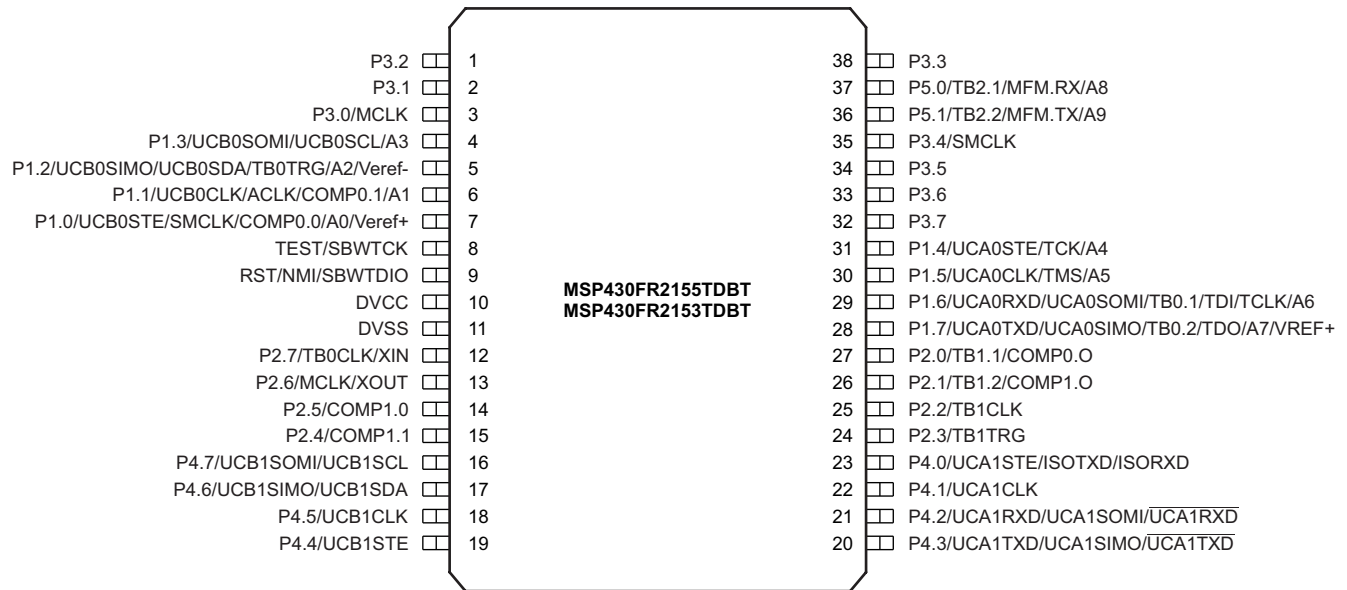 P3.2 1 38 P3.3
P3.1 2 37 P5.0/TB2.1/MFM.RX/A8
P3.0/MCLK 3 36 P5.1/TB2.2/MFM.TX/A9
P1.3/UCB0SOMI/UCB0SCL/A3 4 35 P3.4/SMCLK
P1.2/UCB0SIMO/UCB0SDA/TB0TRG/A2/Veref- 5 34 P3.5
P1.1/UCB0CLK/ACLK/COMP0.1/A1 6 33 P3.6
P1.0/UCB0STE/SMCLK/COMP0.0/A0/Veref+ 7 32 P3.7
TEST/SBWTCK 8 31 P1.4/UCA0STE/TCK/A4
RST/NMI/SBWTDIO 9 30 P1.5/UCA0CLK/TMS/A5
MSP430FR2155TDBT
DVCC 10 29 P1.6/UCA0RXD/UCA0SOMI/TB0.1/TDI/TCLK/A6
MSP430FR2153TDBT
DVSS 11 28 P1.7/UCA0TXD/UCA0SIMO/TB0.2/TDO/A7/VREF+
P2.7/TB0CLK/XIN 12 27 P2.0/TB1.1/COMP0.O
P2.6/MCLK/XOUT 13 26 P2.1/TB1.2/COMP1.O
P2.5/COMP1.0 14 25 P2.2/TB1CLK
P2.4/COMP1.1 15 24 P2.3/TB1TRG
P4.7/UCB1SOMI/UCB1SCL 16 23 P4.0/UCA1STE/ISOTXD/ISORXD
P4.6/UCB1SIMO/UCB1SDA 17 22 P4.1/UCA1CLK
P4.5/UCB1CLK 18 21 P4.2/UCA1RXD/UCA1SOMI/UCA1RXD
P4.4/UCB1STE 19 20 P4.3/UCA1TXD/UCA1SIMO/UCA1TXD